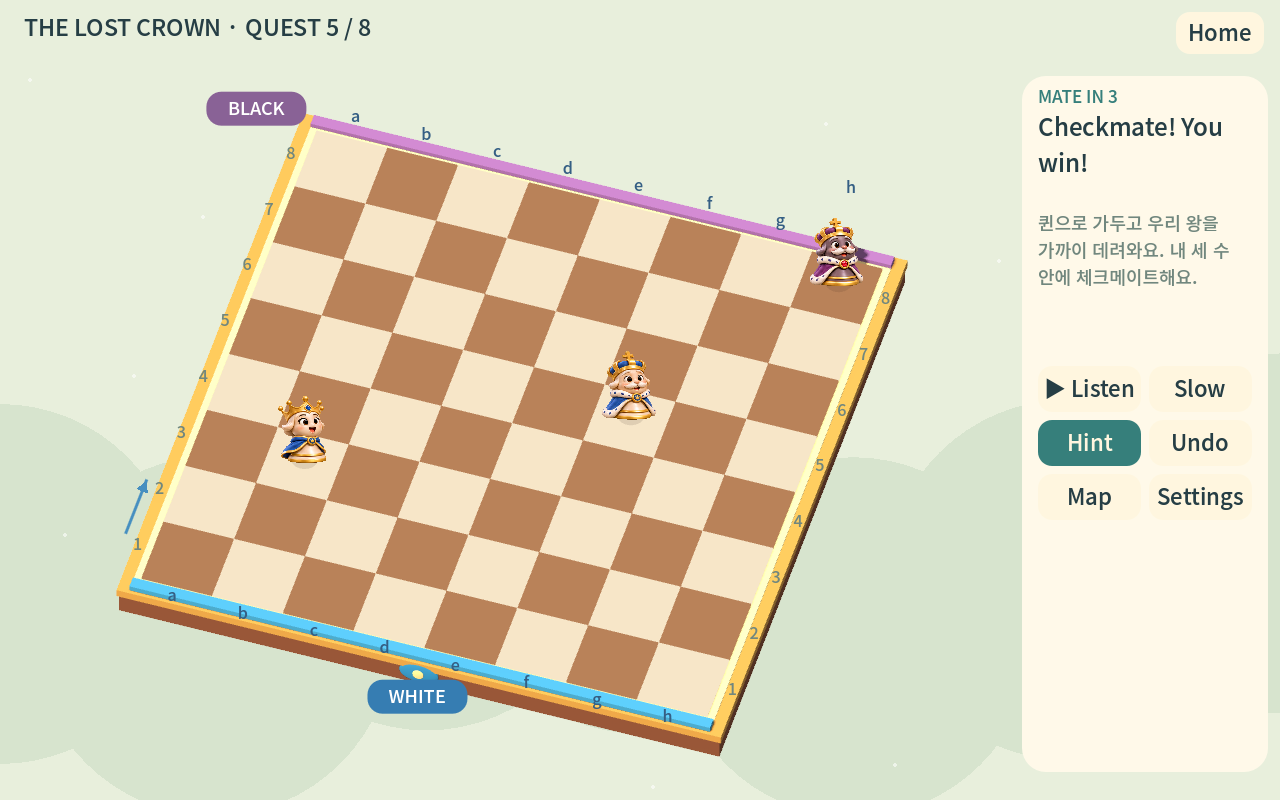 THE LOST CROWN · QUEST 5 / 8
Home
BLACK
a b c d e f g h
8
7
6
5
4
3
2
1
8
7
6
5
4
3
2
1
a b c d e f g h
WHITE
MATE IN 3
Checkmate! You
win!
퀸으로 가두고 우리 왕을
가까이 데려와요. 내 세 수
안에 체크메이트해요.
▶ Listen
Slow
Hint
Undo
Map
Settings